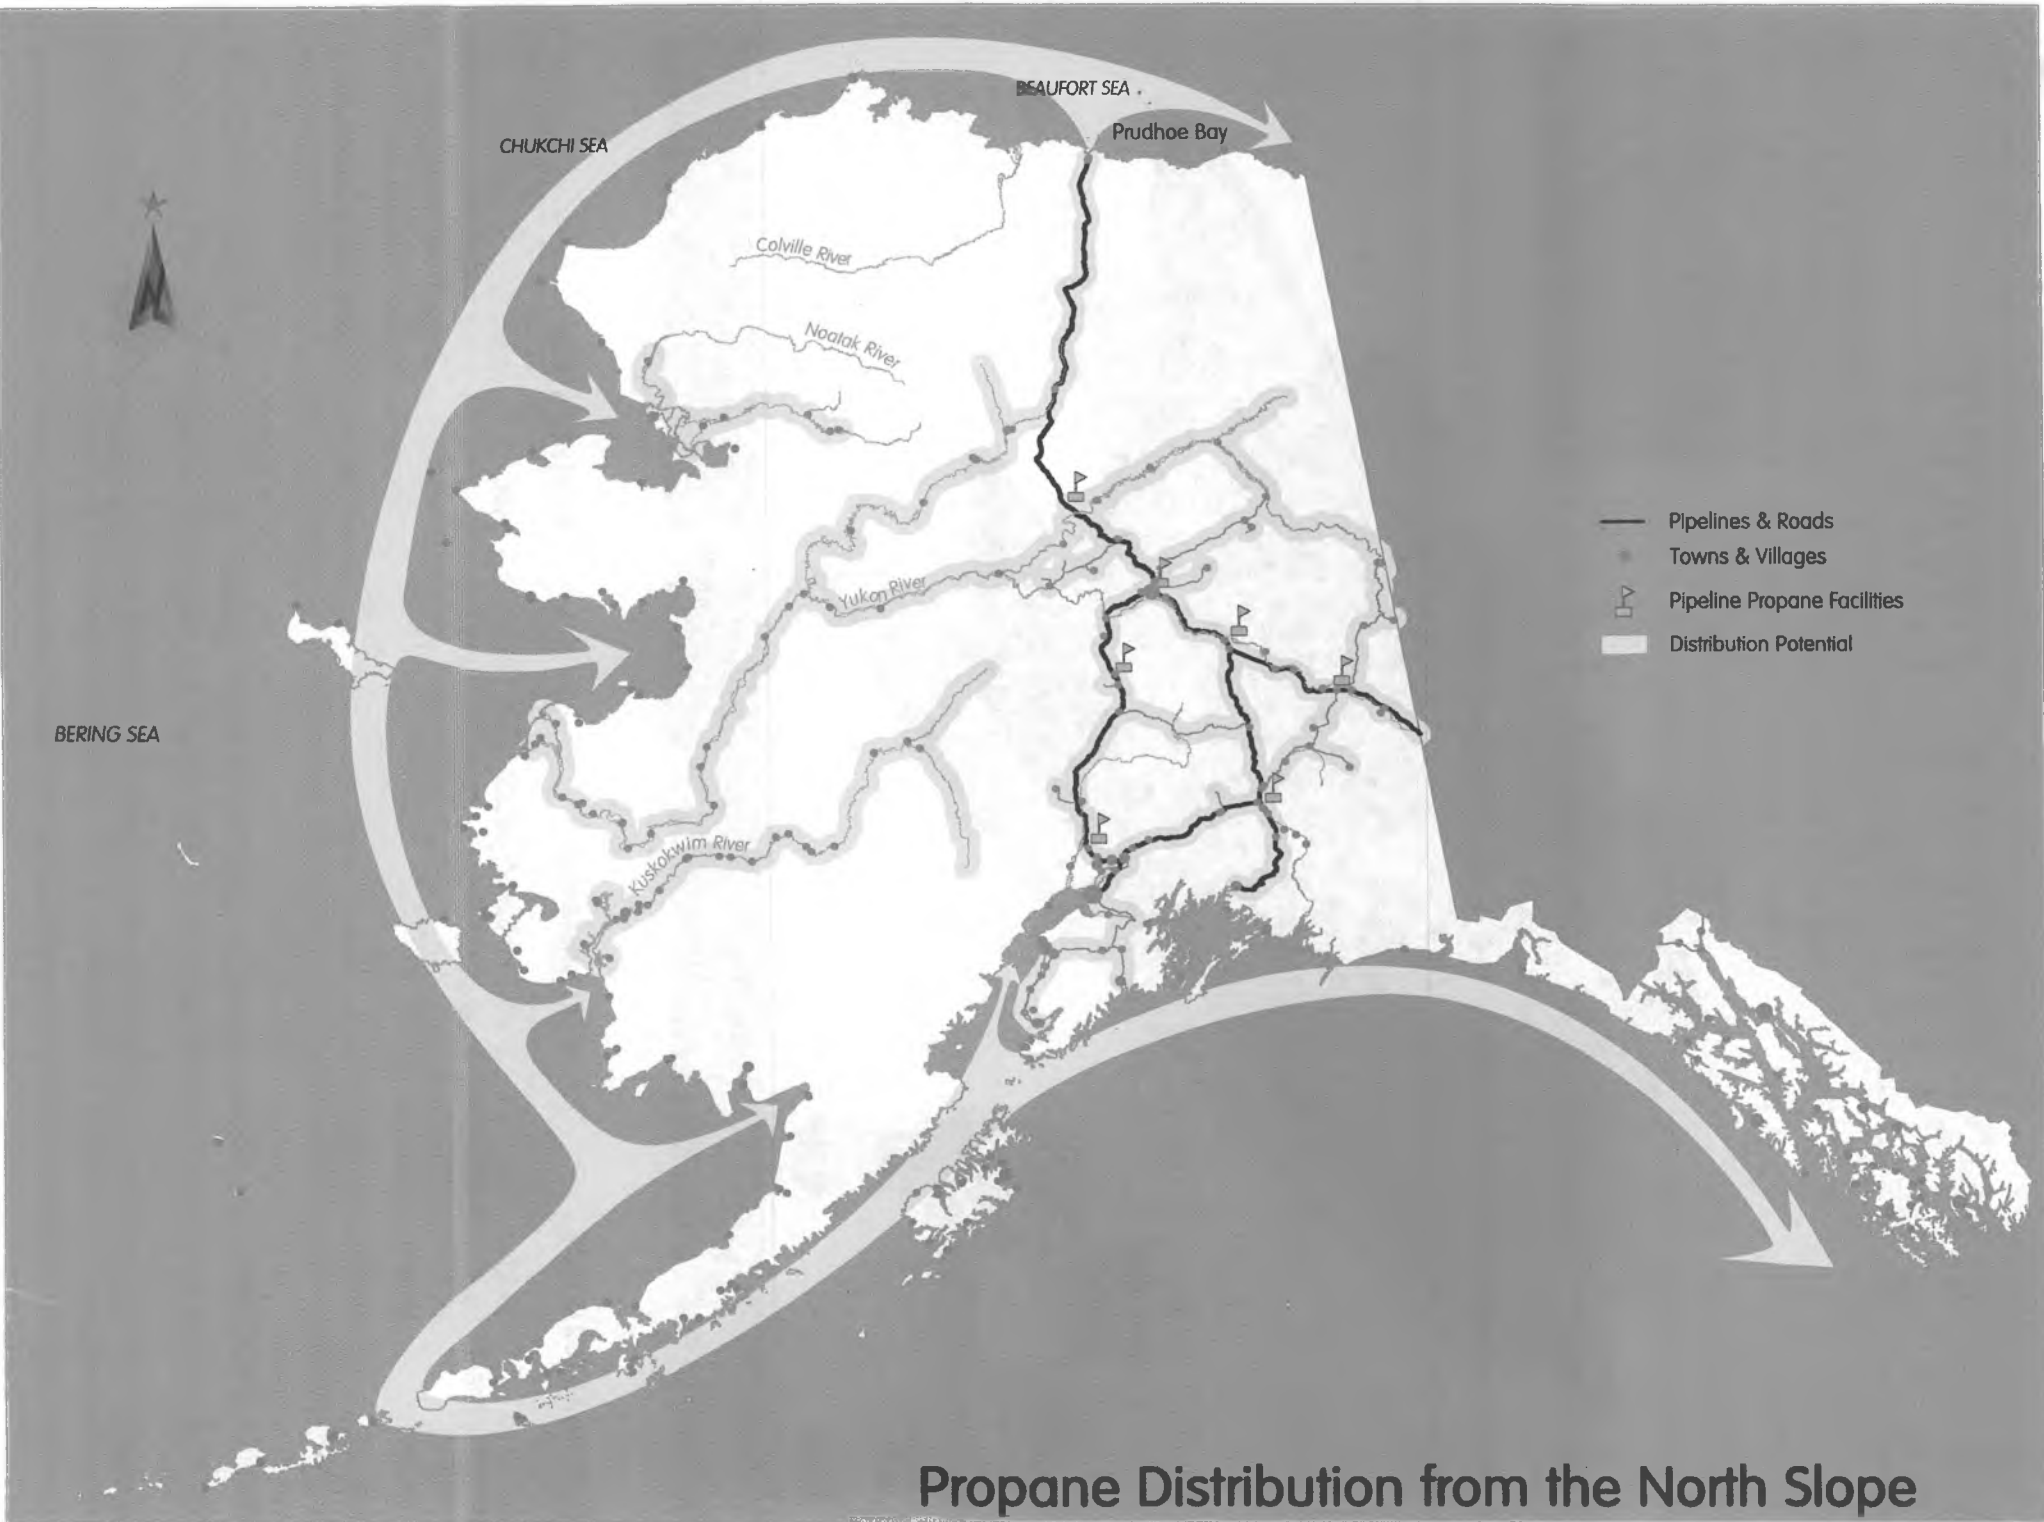 BEAUFORT SEA
Prudhoe Bay
CHUKCHI SEA
N
Colville River
Noatak River
Pipelines & Roads
Towns & Villages
Pipeline Propane Facilities
Distribution Potential
Yukon River
BERING SEA
Kuskokwim River
Propane Distribution from the North Slope